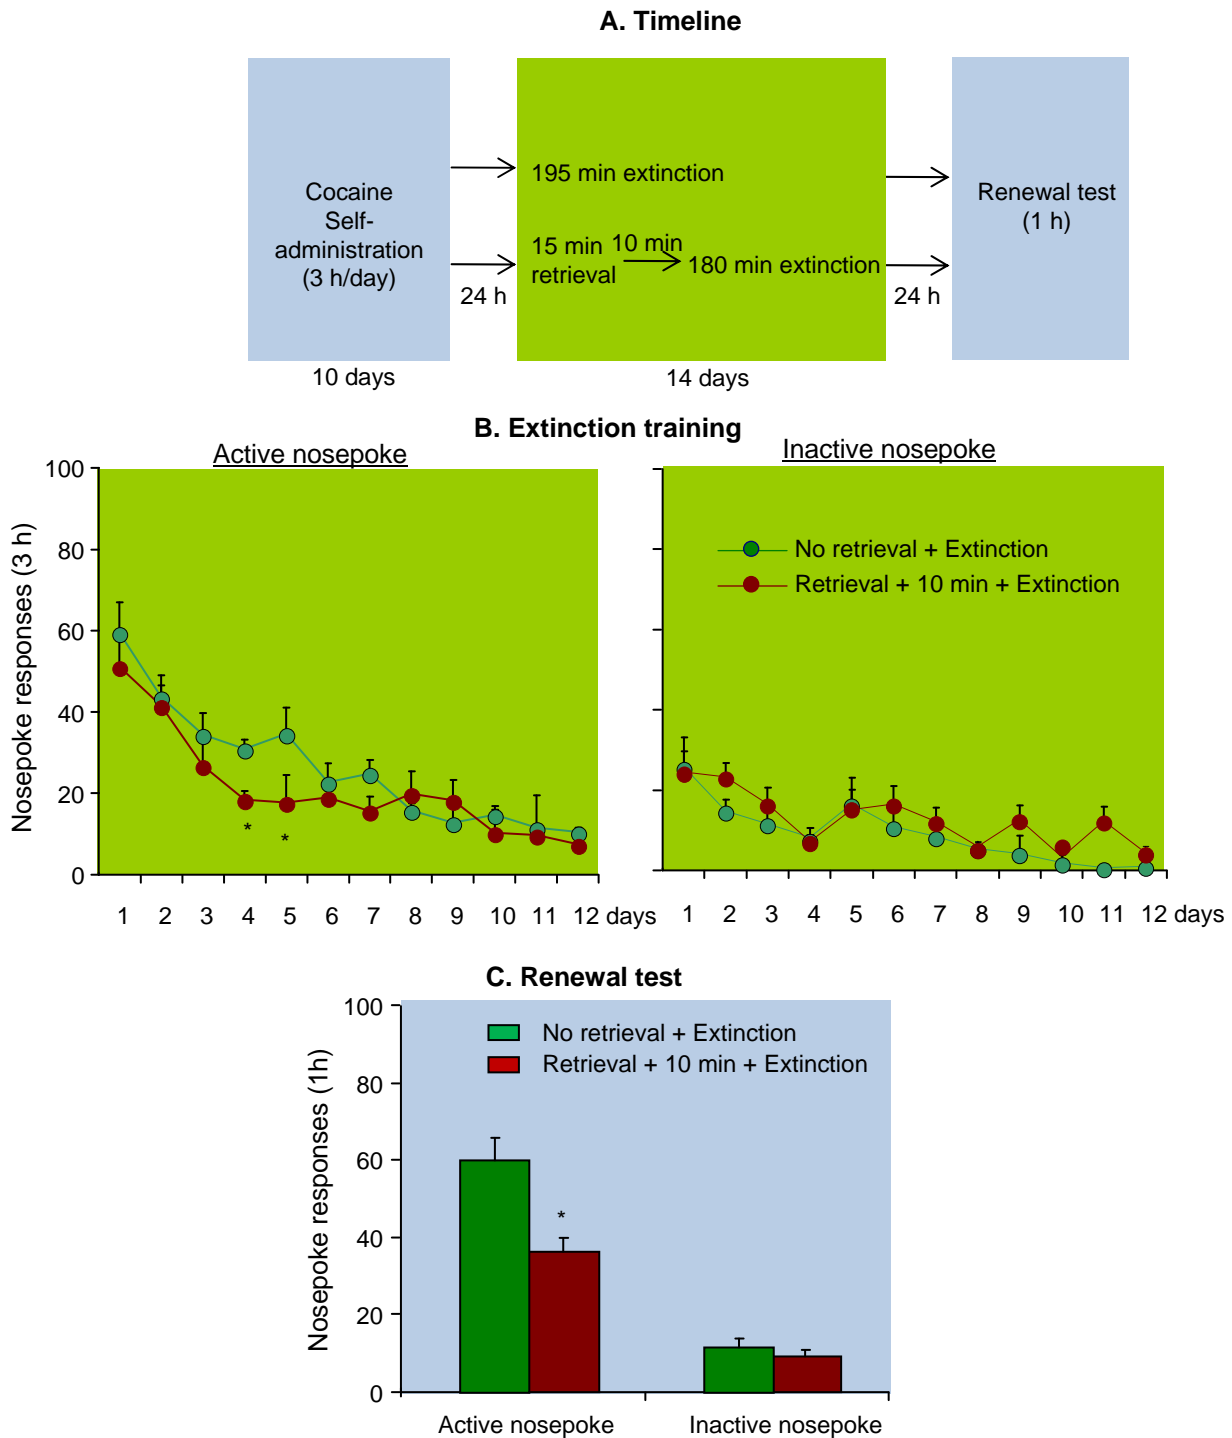 A. Timeline
Cocaine
Self-
administration
(3 h/day)
24 h
195 min extinction
15 min
retrieval
10 min
180 min extinction
24 h
Renewal test
(1 h)
10 days
14 days
B. Extinction training
Active nosepoke
Inactive nosepoke
Nosepoke responses (3 h)
100
80
60
40
20
0
No retrieval + Extinction
Retrieval + 10 min + Extinction
*
*
1 2 3 4 5 6 7 8 9 10 11 12 days
1 2 3 4 5 6 7 8 9 10 11 12 days
C. Renewal test
Nosepoke responses (1h)
100
80
60
40
20
0
No retrieval + Extinction
Retrieval + 10 min + Extinction
*
Active nosepoke
Inactive nosepoke